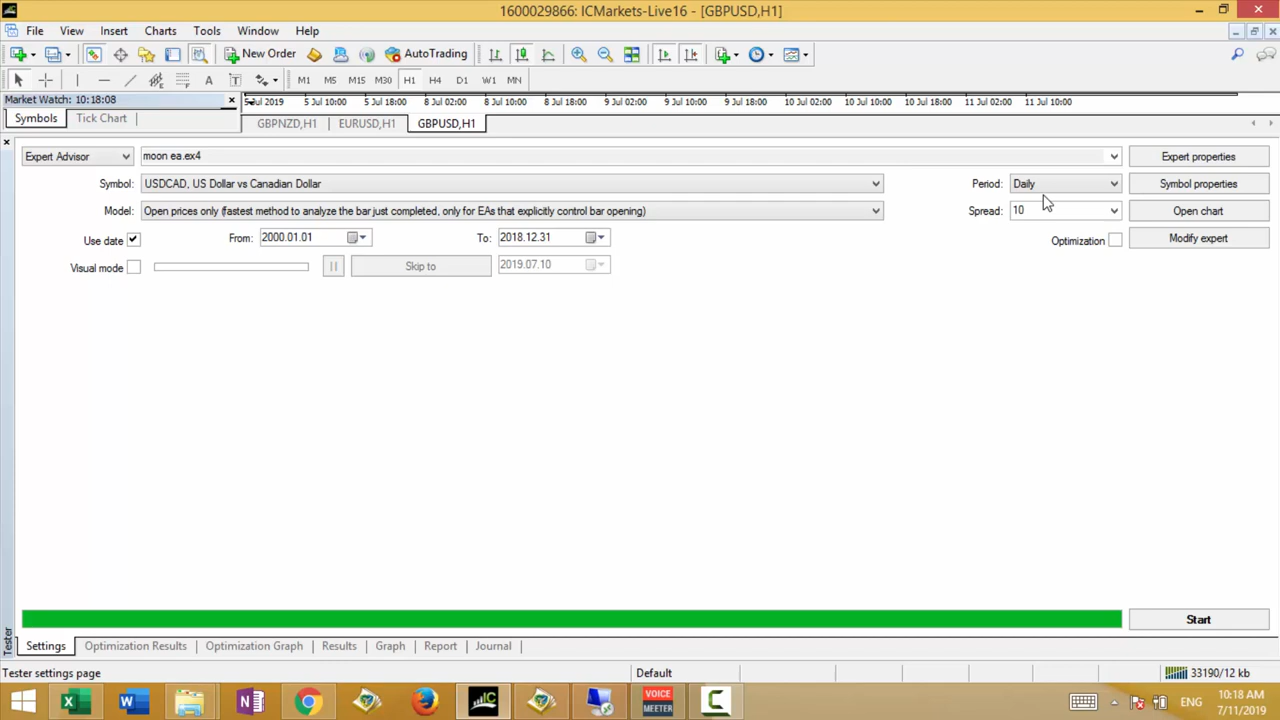 1600029866: ICMarkets-Live16 - [GBPUSD,H1]
File View Insert Charts Tools Window Help
New Order AutoTrading
A T M1 M5 M15 M30 H1 H4 D1 W1 MN
Market Watch: 10:18:08
Symbols Tick Chart
5 Jul 2019 5 Jul 10:00 5 Jul 18:00 8 Jul 02:00 8 Jul 10:00 8 Jul 18:00 9 Jul 02:00 9 Jul 10:00 9 Jul 18:00 10 Jul 02:00 10 Jul 10:00 10 Jul 18:00 11 Jul 02:00 11 Jul 10:00
GBPNZD,H1 EURUSD,H1 GBPUSD,H1
Expert Advisor moon ea.ex4 Expert properties
Symbol: USDCAD, US Dollar vs Canadian Dollar Period: Daily Symbol properties
Model: Open prices only (fastest method to analyze the bar just completed, only for EAs that explicitly control bar opening) Spread: 10 Open chart
Use date From: 2000.01.01 To: 2018.12.31 Optimization Modify expert
Visual mode Skip to 2019.07.10
Start
Tester
Settings Optimization Results Optimization Graph Results Graph Report Journal
Tester settings page Default 33190/12 kb
IC VOICE MEETER C ENG 10:18 AM
7/11/2019